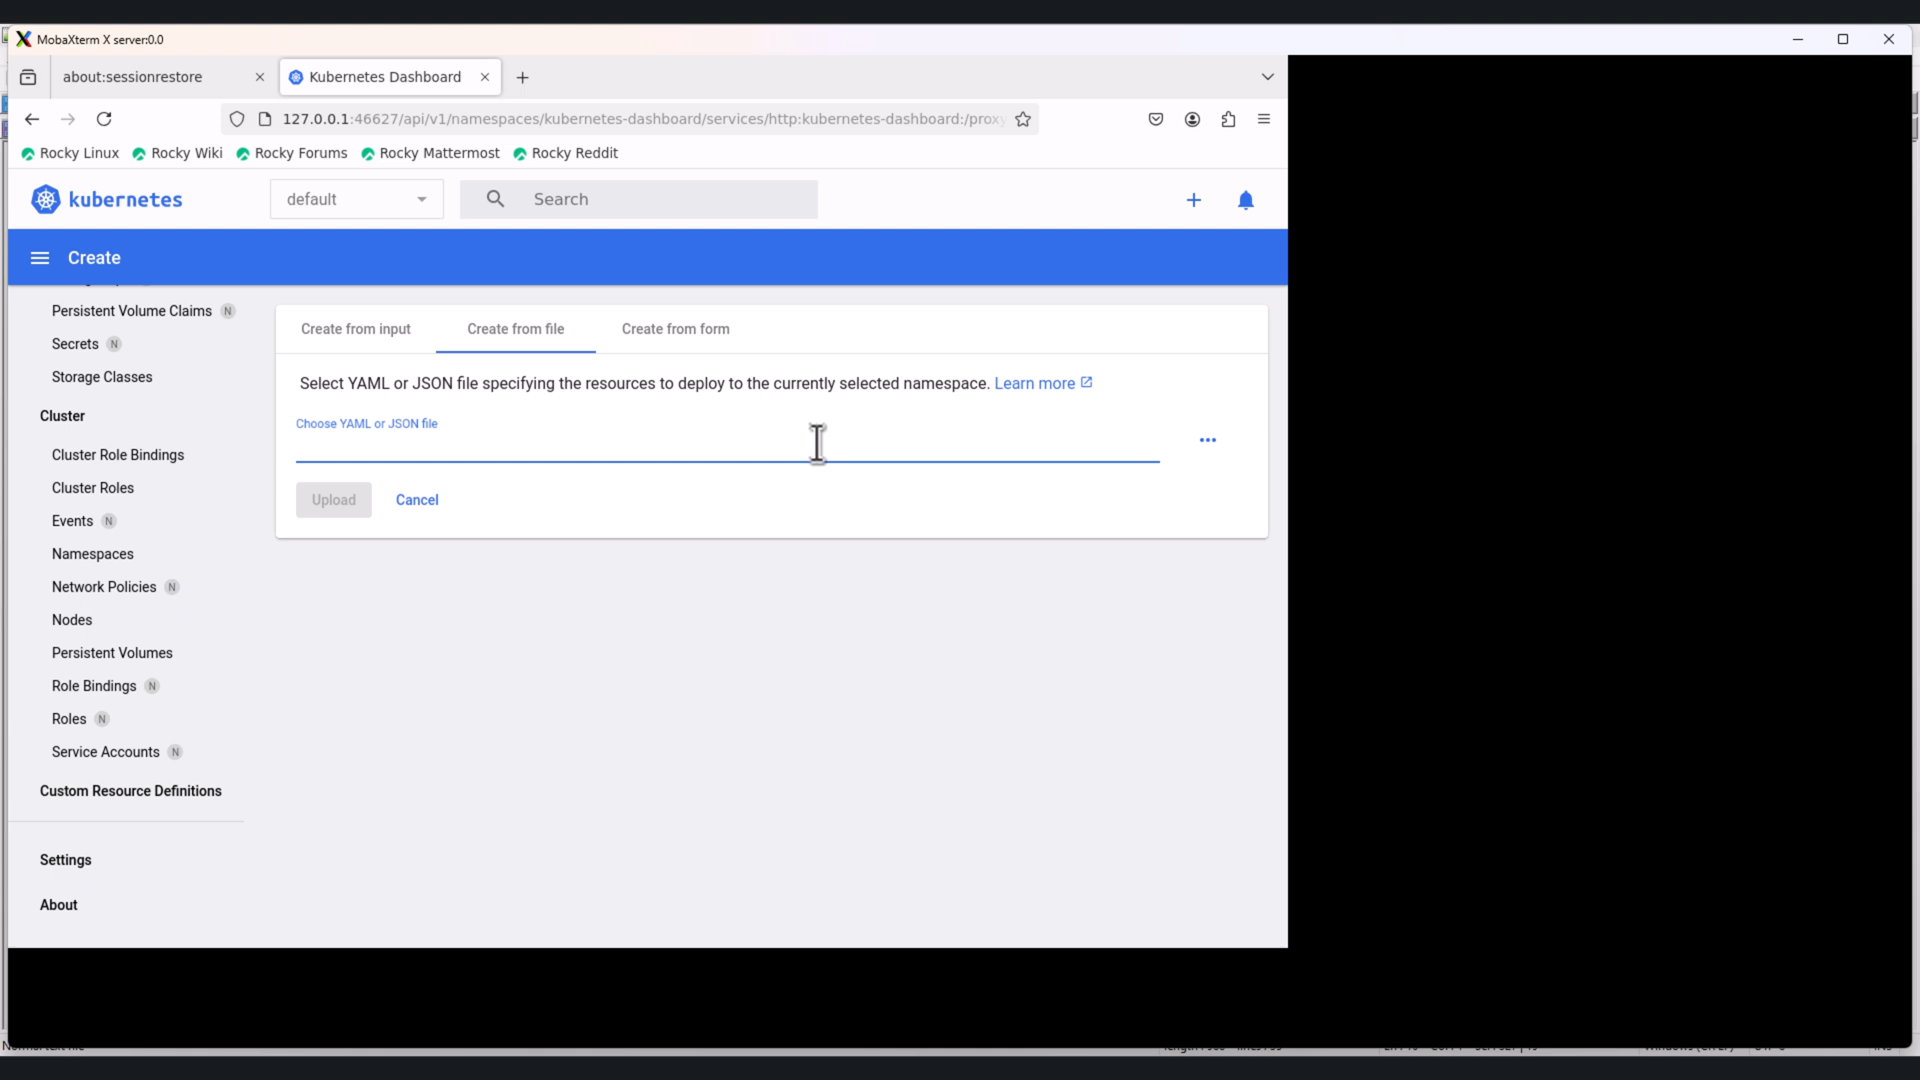 MobaXterm X server:0.0
about:sessionrestore
Kubernetes Dashboard
127.0.0.1:46627/api/v1/namespaces/kubernetes-dashboard/services/http:kubernetes-dashboard:/proxy
Rocky Linux Rocky Wiki Rocky Forums Rocky Mattermost Rocky Reddit
kubernetes
default
Search
Create
Persistent Volume Claims N
Secrets N
Storage Classes
Cluster
Cluster Role Bindings
Cluster Roles
Events N
Namespaces
Network Policies N
Nodes
Persistent Volumes
Role Bindings N
Roles N
Service Accounts N
Custom Resource Definitions
Settings
About
Create from input Create from file Create from form
Select YAML or JSON file specifying the resources to deploy to the currently selected namespace. Learn more
Choose YAML or JSON file
Upload Cancel